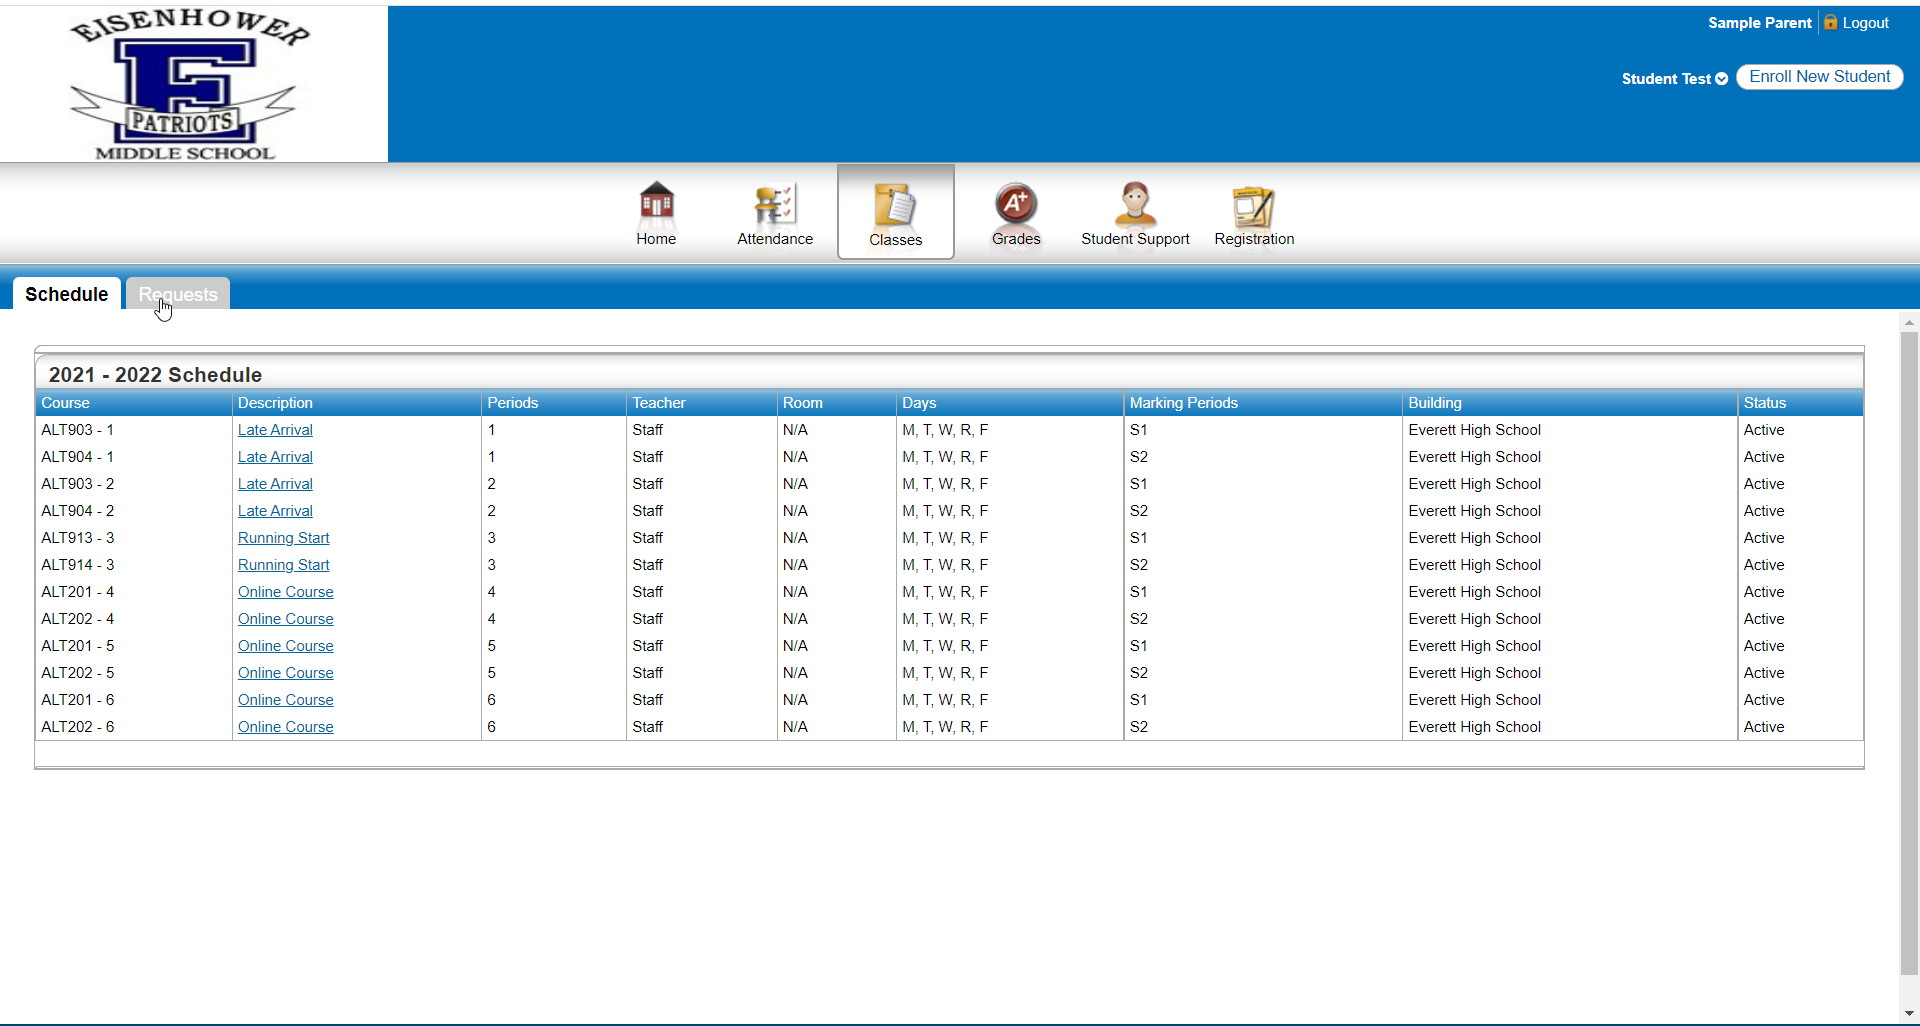 EISENHOWER
E
PATRIOTS
MIDDLE SCHOOL
Sample Parent Logout
Student Test Enroll New Student
A+
Home Attendance Classes Grades Student Support Registration
Schedule Requests
2021 - 2022 Schedule
Course Description Periods Teacher Room Days Marking Periods Building Status
ALT903 - 1 Late Arrival 1 Staff N/A M, T, W, R, F S1 Everett High School Active
ALT904 - 1 Late Arrival 1 Staff N/A M, T, W, R, F S2 Everett High School Active
ALT903 - 2 Late Arrival 2 Staff N/A M, T, W, R, F S1 Everett High School Active
ALT904 - 2 Late Arrival 2 Staff N/A M, T, W, R, F S2 Everett High School Active
ALT913 - 3 Running Start 3 Staff N/A M, T, W, R, F S1 Everett High School Active
ALT914 - 3 Running Start 3 Staff N/A M, T, W, R, F S2 Everett High School Active
ALT201 - 4 Online Course 4 Staff N/A M, T, W, R, F S1 Everett High School Active
ALT202 - 4 Online Course 4 Staff N/A M, T, W, R, F S2 Everett High School Active
ALT201 - 5 Online Course 5 Staff N/A M, T, W, R, F S1 Everett High School Active
ALT202 - 5 Online Course 5 Staff N/A M, T, W, R, F S2 Everett High School Active
ALT201 - 6 Online Course 6 Staff N/A M, T, W, R, F S1 Everett High School Active
ALT202 - 6 Online Course 6 Staff N/A M, T, W, R, F S2 Everett High School Active